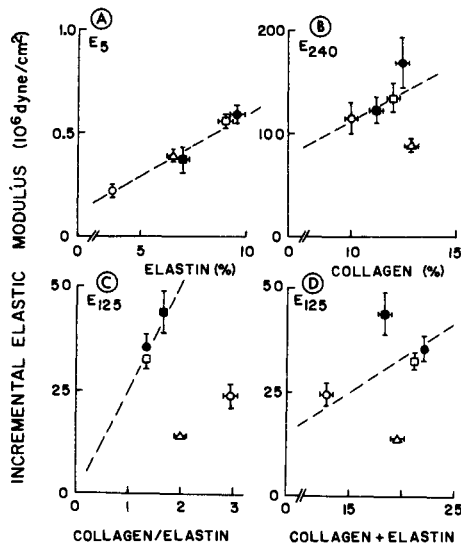 INCREMENTAL ELASTIC MODULUS (10⁶ dyne/cm²)
A
E5
1.0
0.5
0
5
10
ELASTIN (%)
B
E240
200
100
0
10
15
COLLAGEN (%)
C
E125
50
25
0
0
1
2
3
COLLAGEN/ELASTIN
D
E125
50
25
0
0
15
25
COLLAGEN + ELASTIN